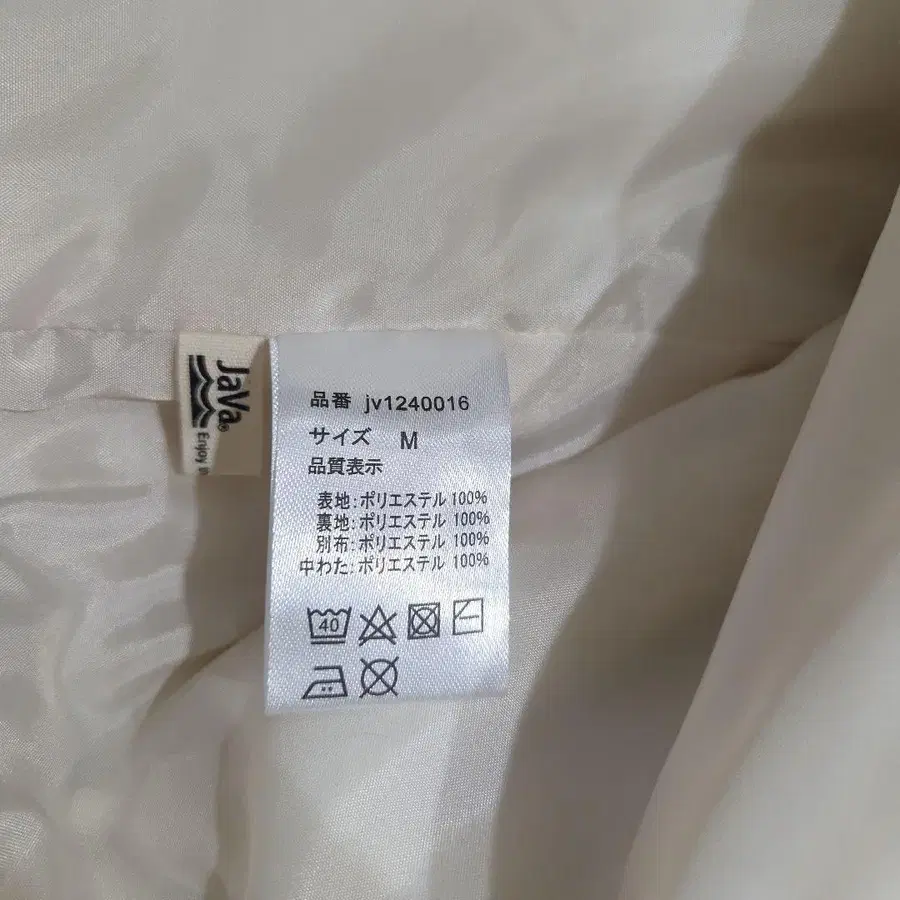 JaVa®
Enjoy
品番 jv1240016
サイズ M
品質表示
表地:ポリエステル 100%
裏地:ポリエステル 100%
別布:ポリエステル 100%
中わた:ポリエステル 100%
40